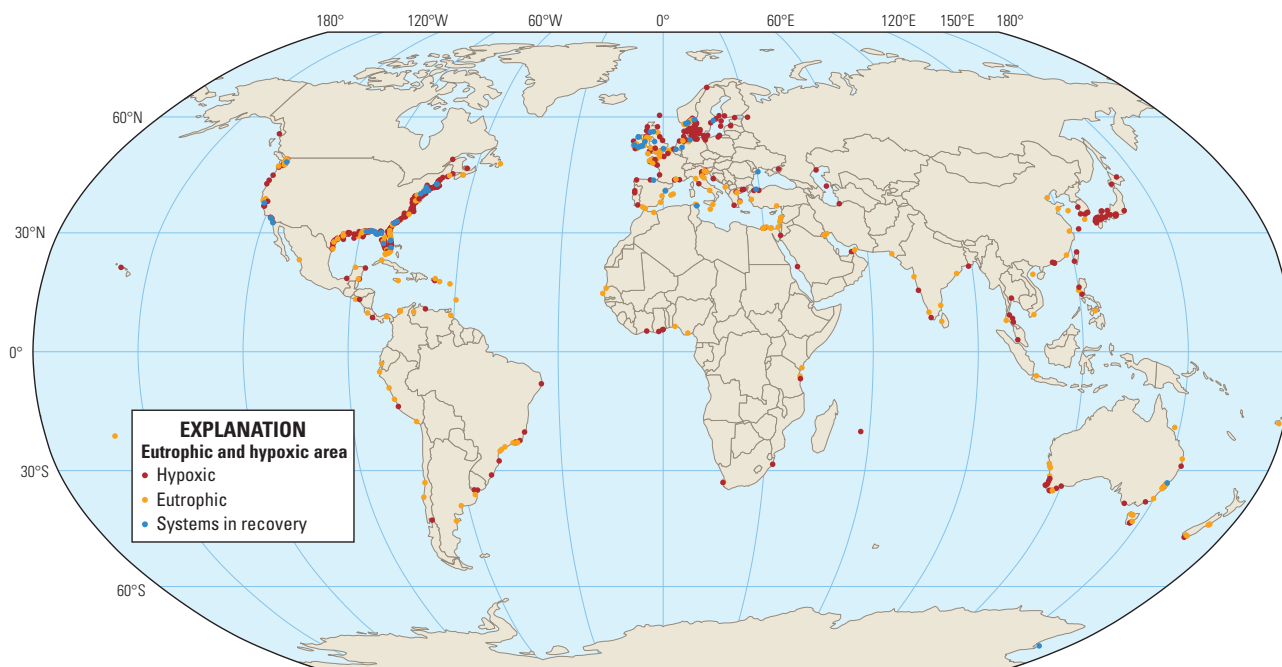 180° 120°W 60°W 0° 60°E 120°E 150°E 180°
60°N
30°N
0°
30°S
60°S
EXPLANATION
Eutrophic and hypoxic area
Hypoxic
Eutrophic
Systems in recovery